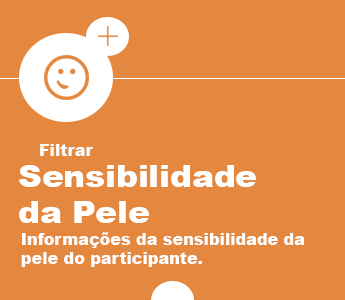 Filtrar
Sensibilidade
da Pele
Informações da sensibilidade da
pele do participante.